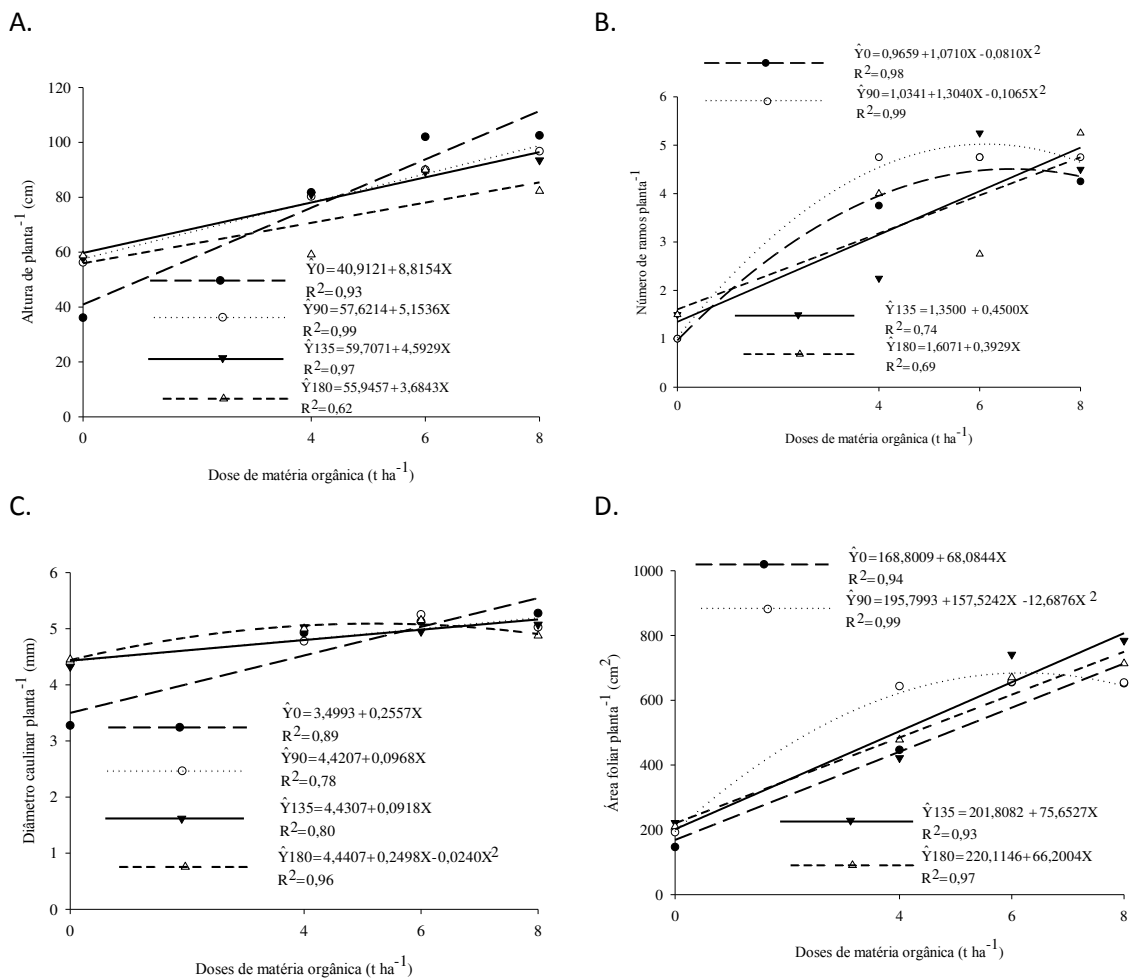 A.
Altura de planta-1 (cm)
120
100
80
60
40
20
0
Ŷ0=40,9121+8,8154X
R2=0,93
Ŷ90=57,6214+5,1536X
R2=0,99
Ŷ135=59,7071+4,5929X
R2=0,97
Ŷ180=55,9457+3,6843X
R2=0,62
0 4 6 8
Dose de matéria orgânica (t ha-1)
B.
Ŷ0=0,9659+1,0710X-0,0810X2
R2=0,98
Ŷ90=1,0341+1,3040X-0,1065X2
R2=0,99
Número de ramos planta-1
6
5
4
3
2
1
0
Ŷ135=1,3500 + 0,4500X
R2=0,74
Ŷ180=1,6071+0,3929X
R2=0,69
0 4 6 8
Doses de matéria orgânica (t ha-1)
C.
Diâmetro caulinar planta-1 (mm)
6
5
4
3
2
1
0
Ŷ0=3,4993+0,2557X
R2=0,89
Ŷ90=4,4207+0,0968X
R2=0,78
Ŷ135=4,4307+0,0918X
R2=0,80
Ŷ180=4,4407+0,2498X-0,0240X2
R2=0,96
0 4 6 8
Doses de matéria orgânica (t ha-1)
D.
Ŷ0=168,8009+68,0844X
R2=0,94
Ŷ90=195,7993+157,5242X -12,6876X 2
R2=0,99
Área foliar planta-1 (cm2)
1000
800
600
400
200
0
Ŷ135= 201,8082 +75,6527X
R2=0,93
Ŷ180=220,1146+66,2004X
R2=0,97
0 4 6 8
Doses de matéria orgânica (t ha-1)